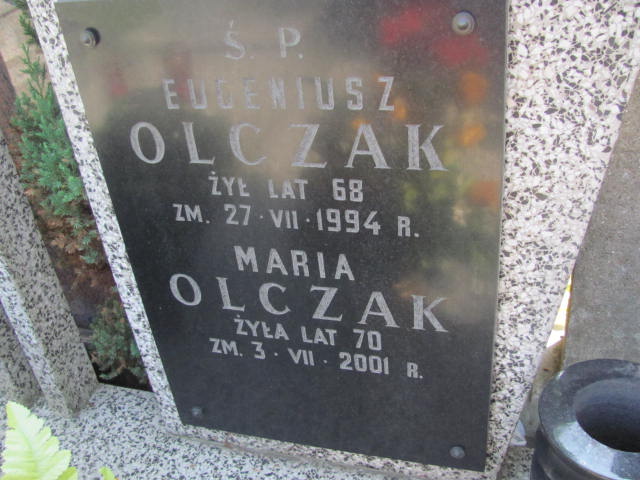 Ś. P.
EUGENIUSZ
OLCZAK
ŻYŁ LAT 68
ZM. 27 · VII · 1994 R.
MARIA
OLCZAK
ŻYŁA LAT 70
ZM. 3 · VII · 2001 R.